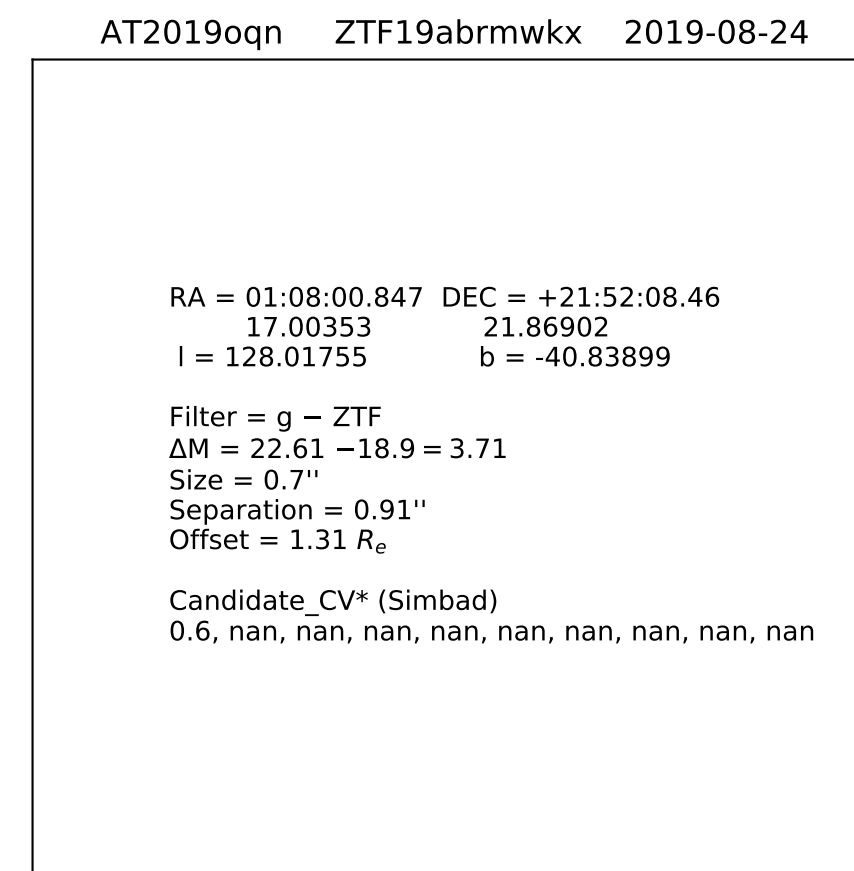 AT2019oqn ZTF19abrmwkx 2019-08-24
RA = 01:08:00.847 DEC = +21:52:08.46
17.00353 21.86902
l = 128.01755 b = -40.83899
Filter = g − ZTF
ΔM = 22.61 −18.9 = 3.71
Size = 0.7''
Separation = 0.91''
Offset = 1.31 Rₑ
Candidate_CV* (Simbad)
0.6, nan, nan, nan, nan, nan, nan, nan, nan, nan